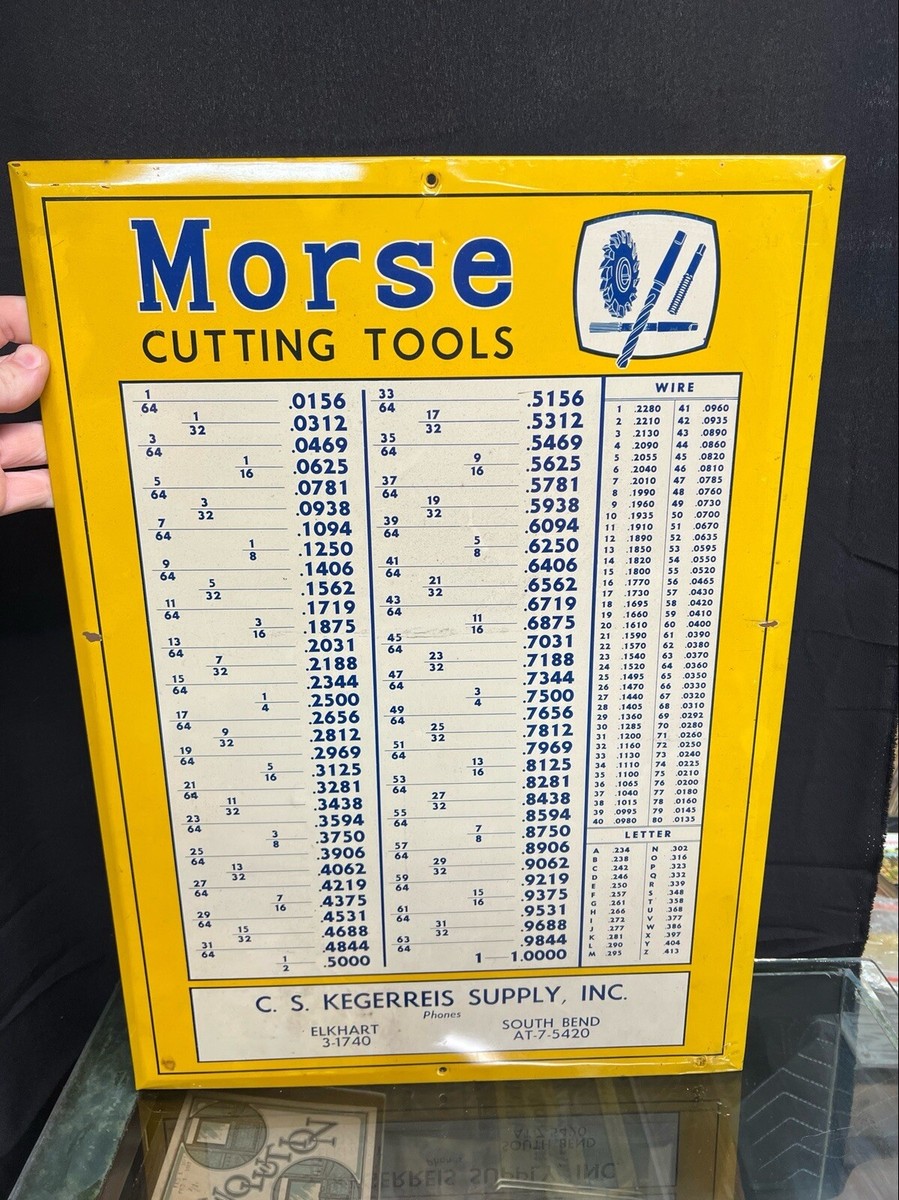 Morse
CUTTING TOOLS
1/64 .0156
1/32 .0312
3/64 .0469
1/16 .0625
5/64 .0781
3/32 .0938
7/64 .1094
1/8 .1250
9/64 .1406
5/32 .1562
11/64 .1719
3/16 .1875
13/64 .2031
7/32 .2188
15/64 .2344
1/4 .2500
17/64 .2656
9/32 .2812
19/64 .2969
5/16 .3125
21/64 .3281
11/32 .3438
23/64 .3594
3/8 .3750
25/64 .3906
13/32 .4062
27/64 .4219
7/16 .4375
29/64 .4531
15/32 .4688
31/64 .4844
1/2 .5000
33/64 .5156
17/32 .5312
35/64 .5469
9/16 .5625
37/64 .5781
19/32 .5938
39/64 .6094
5/8 .6250
41/64 .6406
21/32 .6562
43/64 .6719
11/16 .6875
45/64 .7031
23/32 .7188
47/64 .7344
3/4 .7500
49/64 .7656
25/32 .7812
51/64 .7969
13/16 .8125
53/64 .8281
27/32 .8438
55/64 .8594
7/8 .8750
57/64 .8906
29/32 .9062
59/64 .9219
15/16 .9375
61/64 .9531
31/32 .9688
63/64 .9844
1 1.0000
WIRE
1 .2280 41 .0960
2 .2210 42 .0935
3 .2130 43 .0890
4 .2090 44 .0860
5 .2055 45 .0820
6 .2040 46 .0810
7 .2010 47 .0785
8 .1990 48 .0760
9 .1960 49 .0730
10 .1935 50 .0700
11 .1910 51 .0670
12 .1890 52 .0635
13 .1850 53 .0595
14 .1820 54 .0550
15 .1800 55 .0520
16 .1770 56 .0465
17 .1730 57 .0430
18 .1695 58 .0420
19 .1660 59 .0410
20 .1610 60 .0400
21 .1590 61 .0390
22 .1570 62 .0380
23 .1540 63 .0370
24 .1520 64 .0360
25 .1495 65 .0350
26 .1470 66 .0330
27 .1440 67 .0320
28 .1405 68 .0310
29 .1360 69 .0292
30 .1285 70 .0280
31 .1200 71 .0260
32 .1160 72 .0250
33 .1130 73 .0240
34 .1110 74 .0225
35 .1100 75 .0210
36 .1065 76 .0200
37 .1040 77 .0180
38 .1015 78 .0160
39 .0995 79 .0145
40 .0980 80 .0135
LETTER
A .234 N .302
B .238 O .316
C .242 P .323
D .246 Q .332
E .250 R .339
F .257 S .348
G .261 T .358
H .266 U .368
I .272 V .377
J .277 W .386
K .281 X .397
L .290 Y .404
M .295 Z .413
C. S. KEGERREIS SUPPLY, INC.
Phones
ELKHART SOUTH BEND
3-1740 AT-7-5420